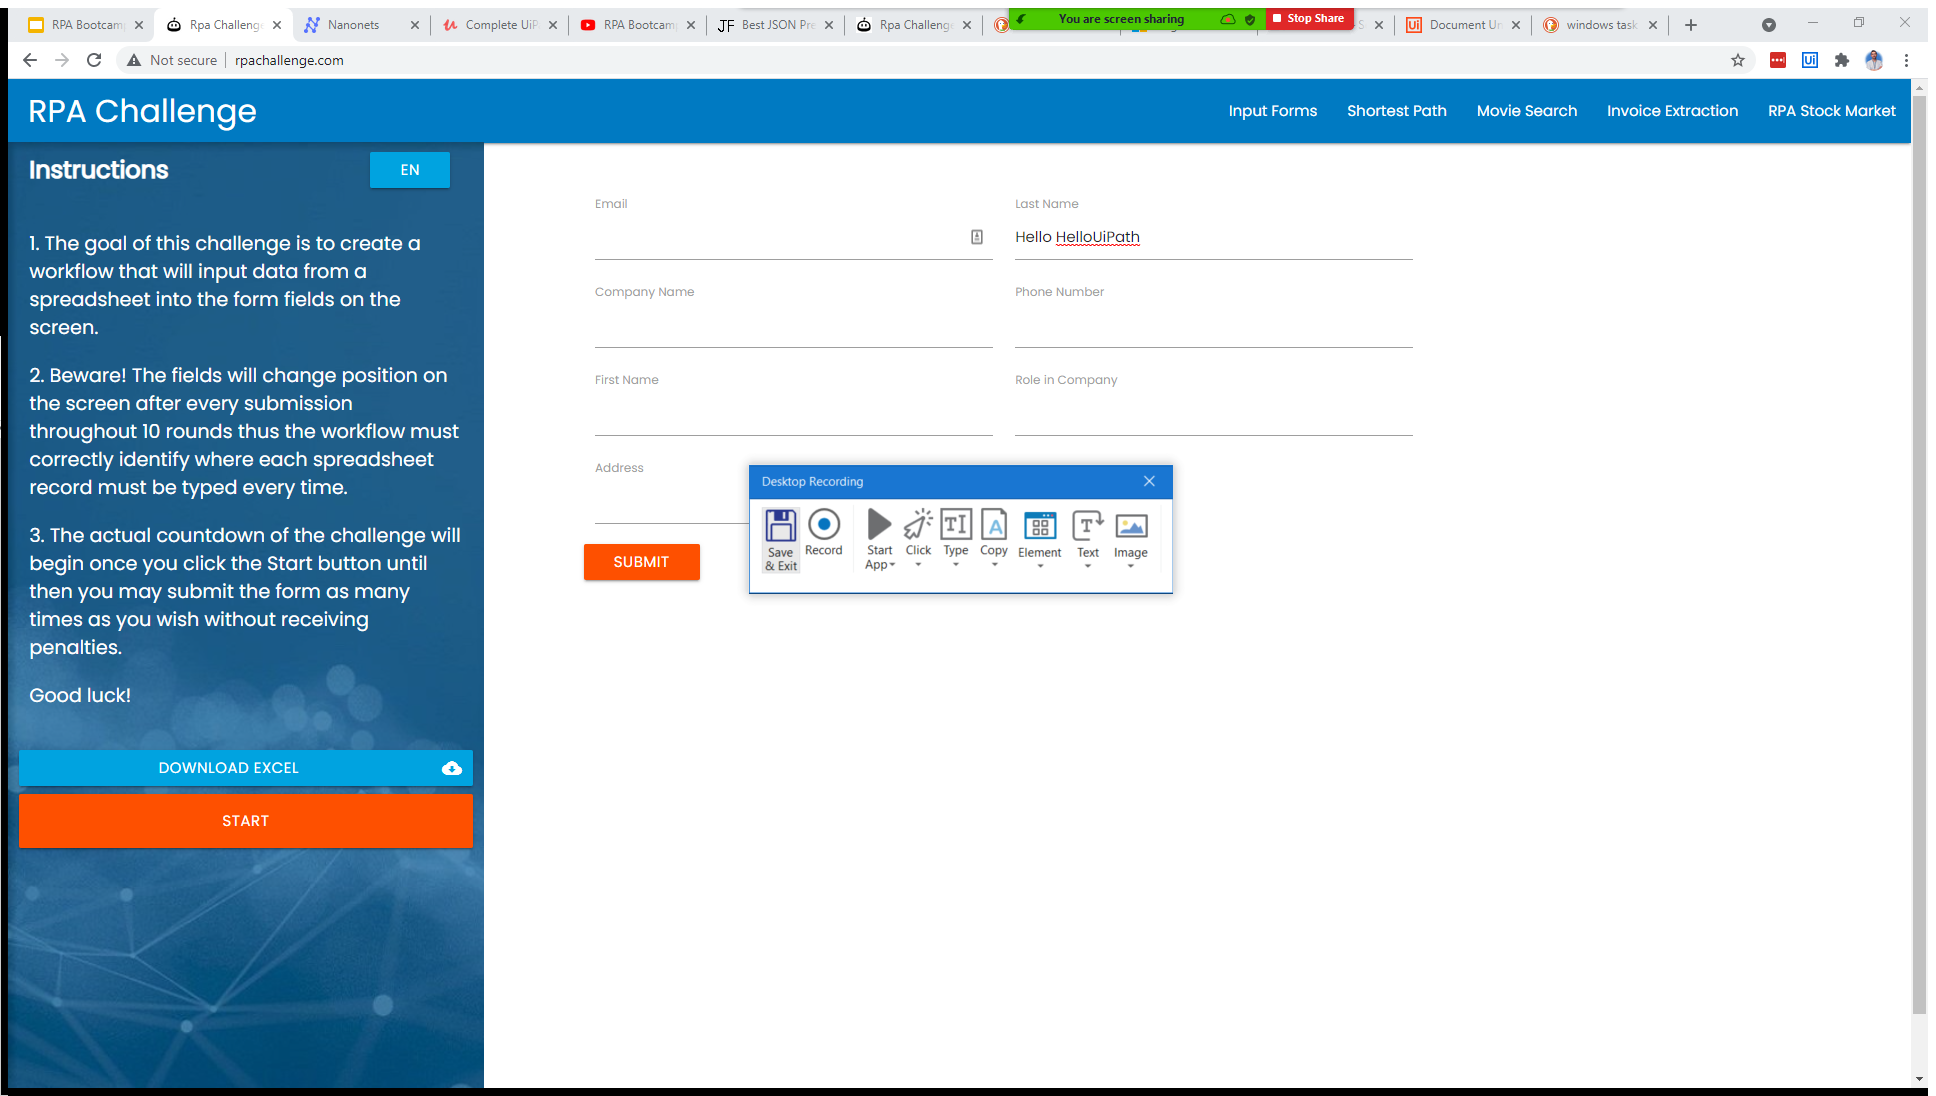 RPA Bootcam
Rpa Challenge
Nanonets
Complete UiP
RPA Bootcam
JF Best JSON Pre
Rpa Challenge
You are screen sharing
Stop Share
Ui Document Un
windows task
Not secure
rpachallenge.com
Ui
RPA Challenge
Input Forms
Shortest Path
Movie Search
Invoice Extraction
RPA Stock Market
Instructions
EN
1. The goal of this challenge is to create a
workflow that will input data from a
spreadsheet into the form fields on the
screen.
2. Beware! The fields will change position on
the screen after every submission
throughout 10 rounds thus the workflow must
correctly identify where each spreadsheet
record must be typed every time.
3. The actual countdown of the challenge will
begin once you click the Start button until
then you may submit the form as many
times as you wish without receiving
penalties.
Good luck!
DOWNLOAD EXCEL
START
Email
Last Name
Hello HelloUiPath
Company Name
Phone Number
First Name
Role in Company
Address
SUBMIT
Desktop Recording
Save
& Exit
Record
Start
App
Click
Type
Copy
Element
Text
Image